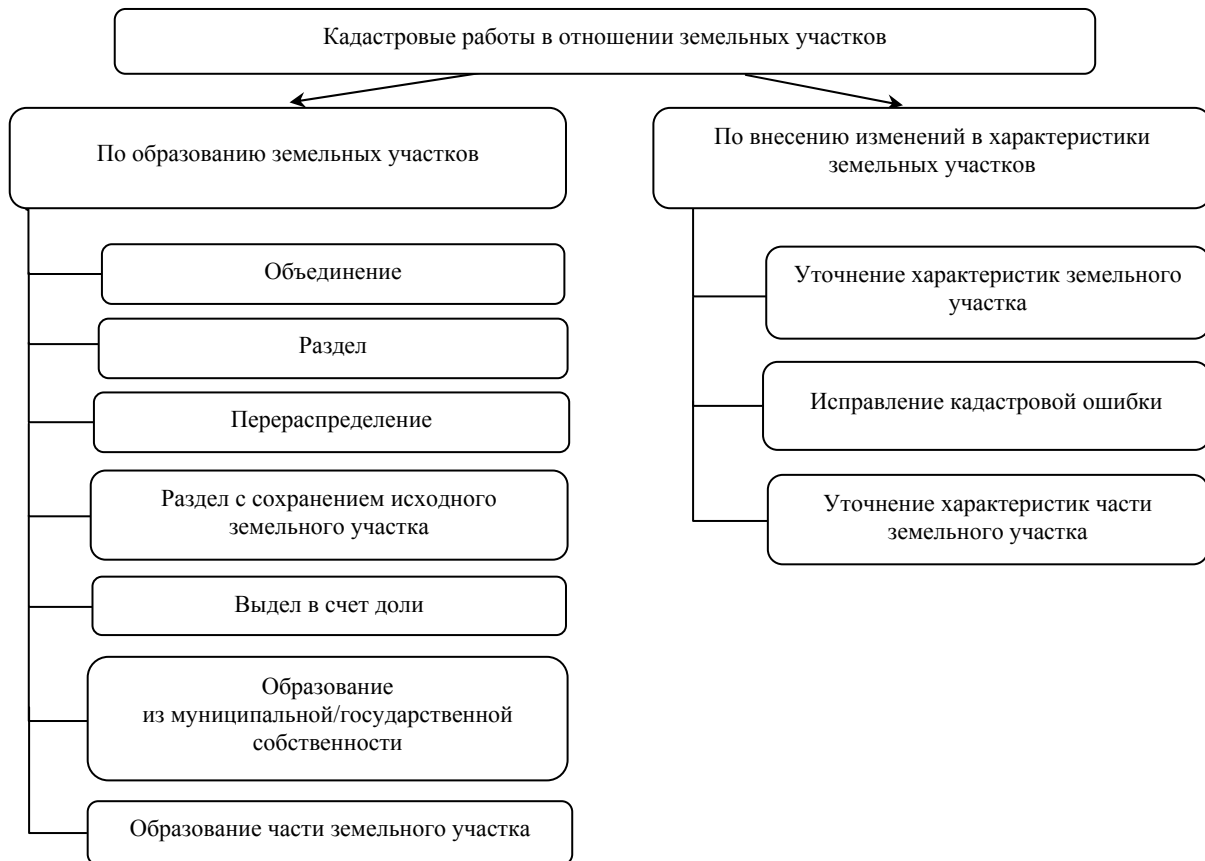 Кадастровые работы в отношении земельных участков
По образованию земельных участков
Объединение
Раздел
Перераспределение
Раздел с сохранением исходного
земельного участка
Выдел в счет доли
Образование
из муниципальной/государственной
собственности
Образование части земельного участка
По внесению изменений в характеристики
земельных участков
Уточнение характеристик земельного
участка
Исправление кадастровой ошибки
Уточнение характеристик части
земельного участка